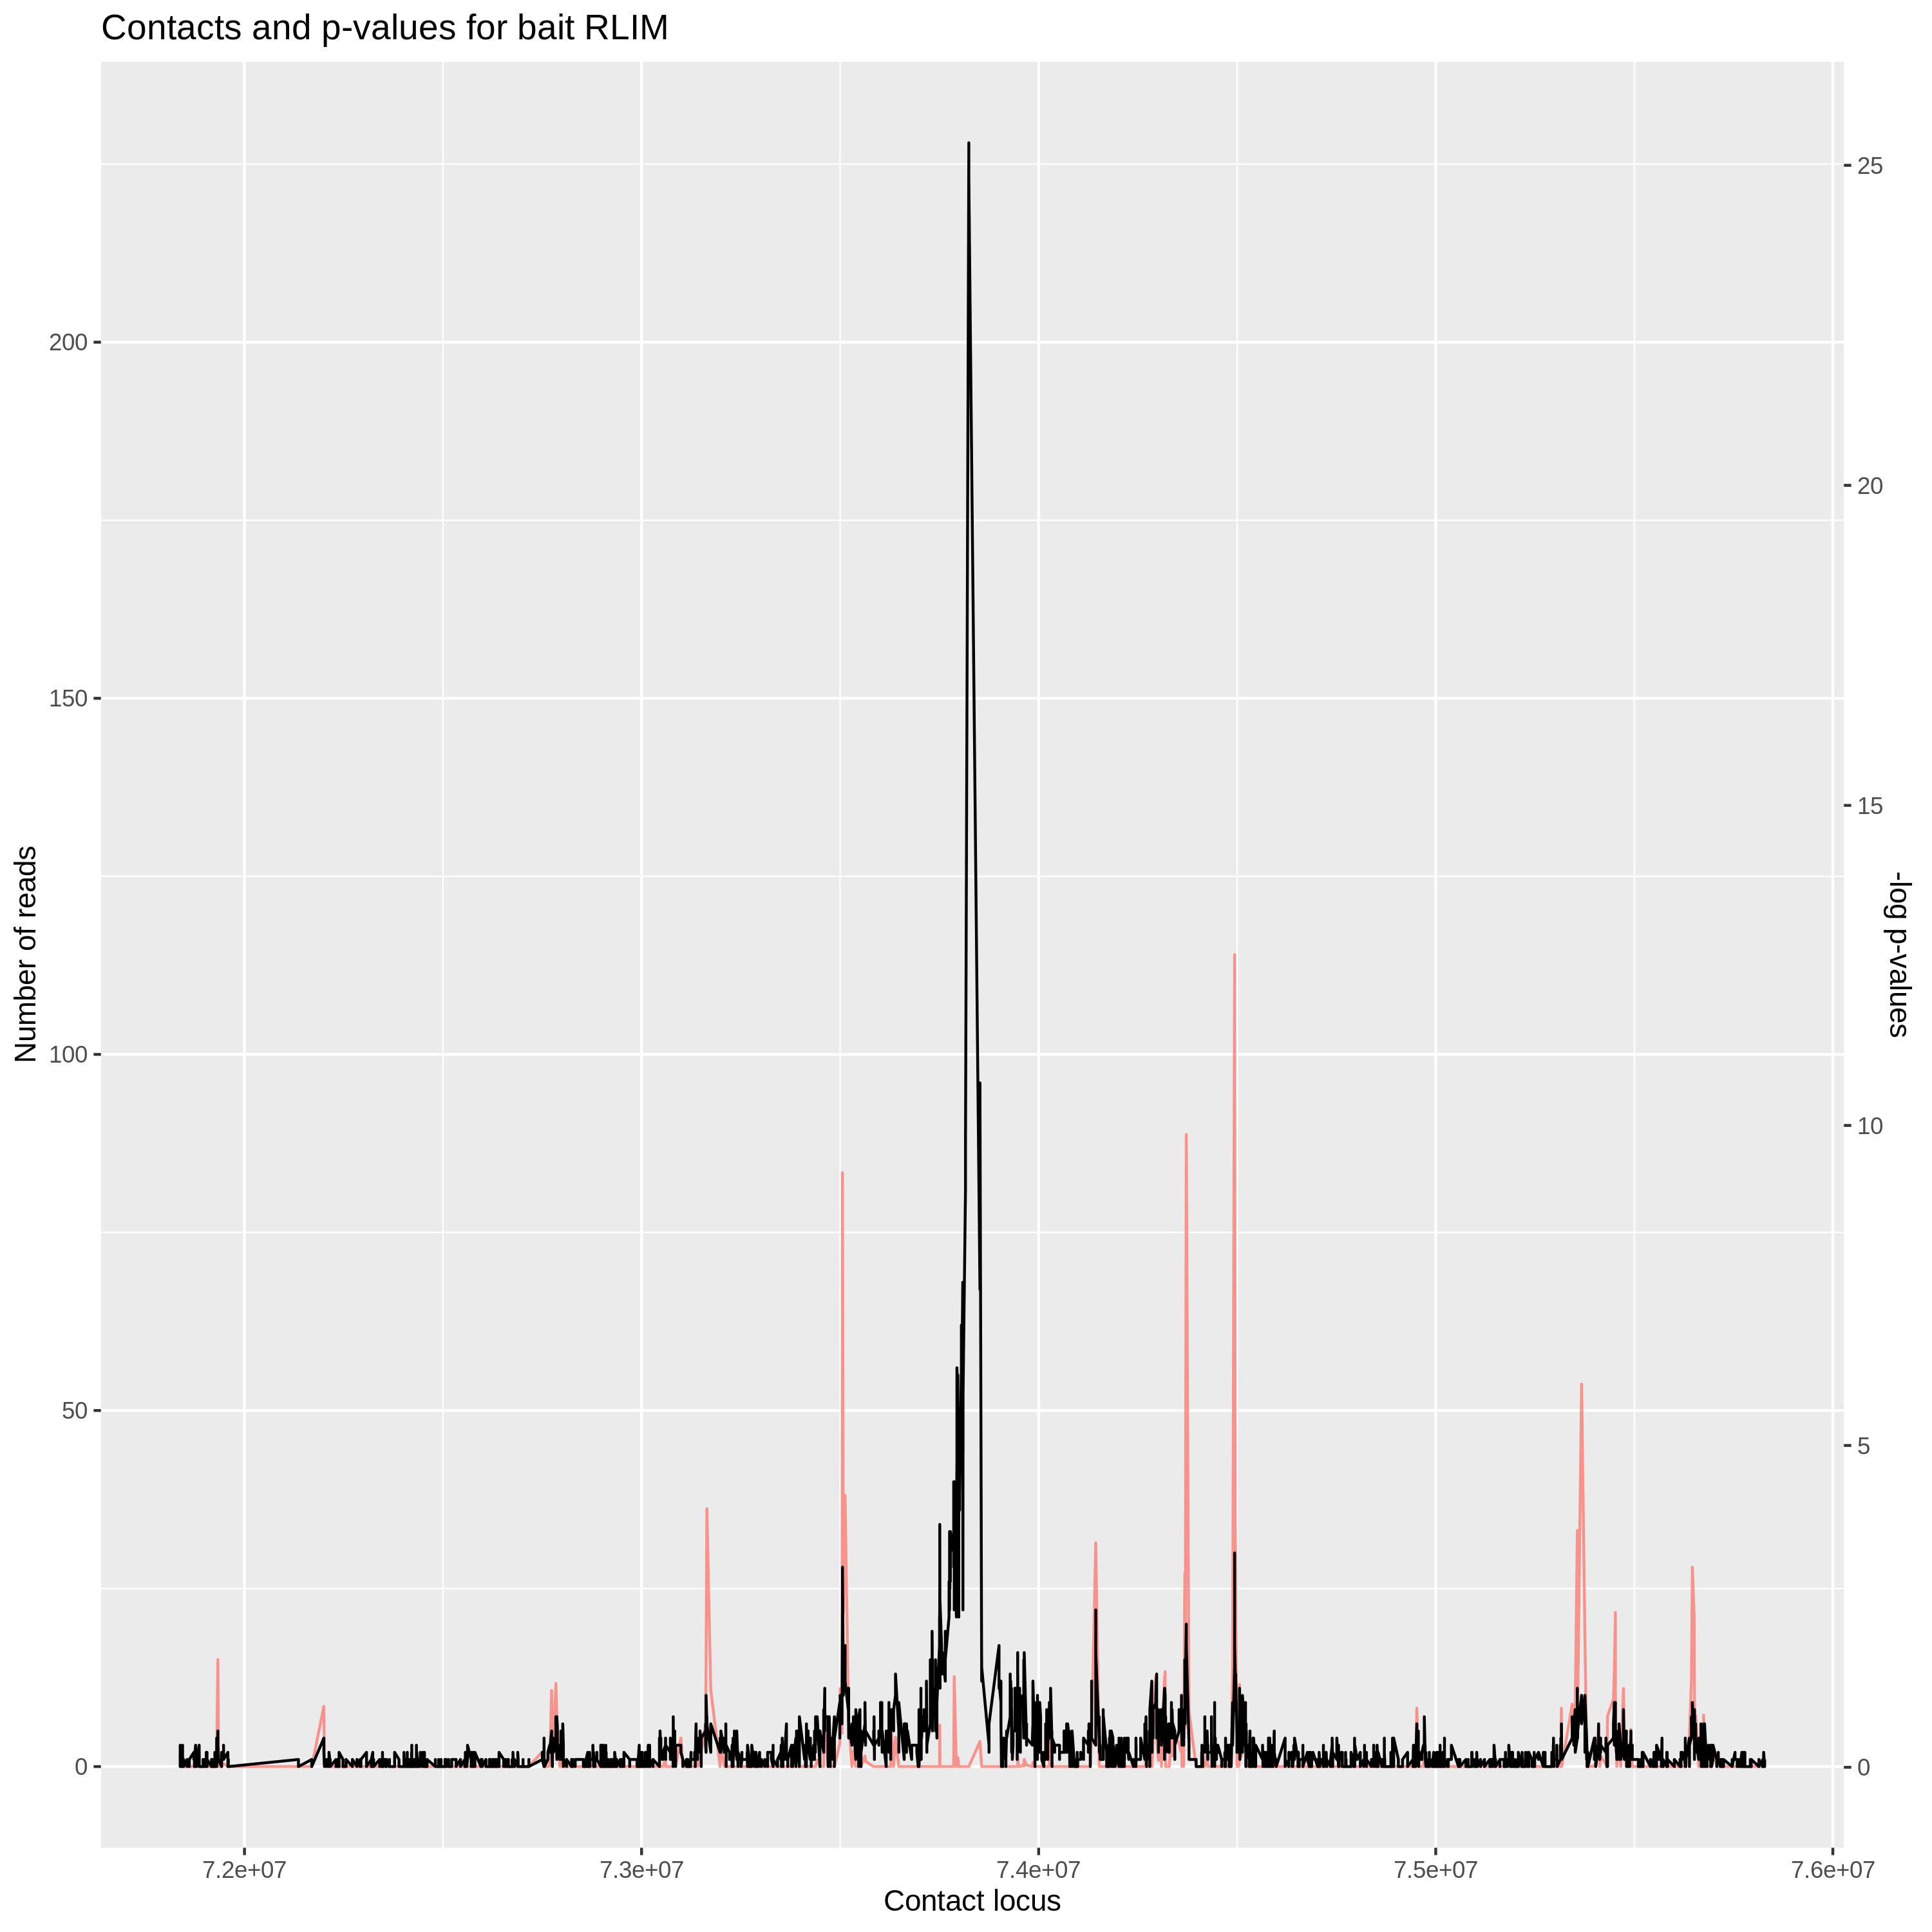 Contacts and p-values for bait RLIM
Number of reads
200
150
100
50
0
25
20
15
10
5
0
-log p-values
7.2e+07 7.3e+07 7.4e+07 7.5e+07 7.6e+07
Contact locus